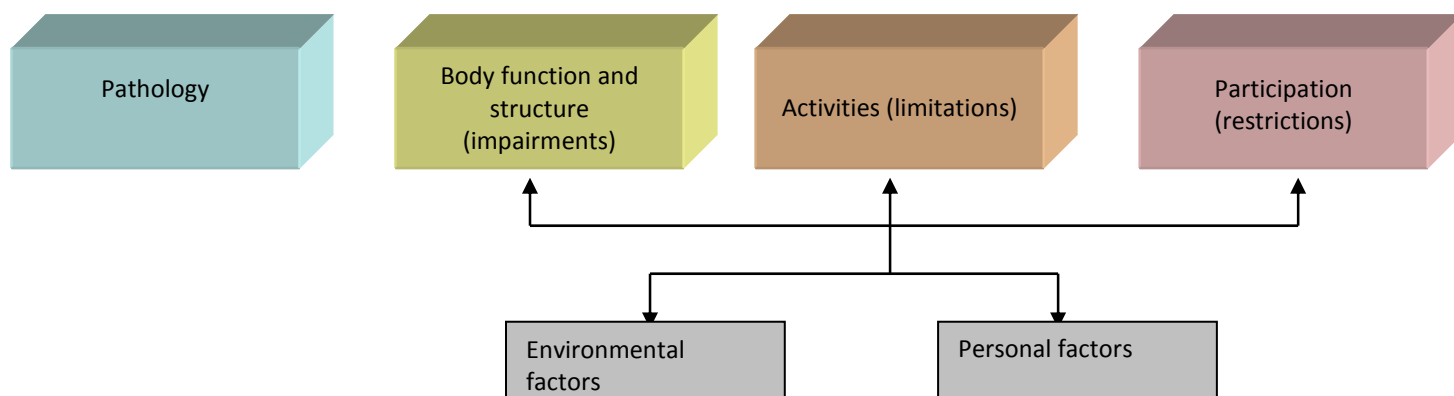 Pathology
Body function and
structure
(impairments)
Activities (limitations)
Participation
(restrictions)
Environmental
factors
Personal factors